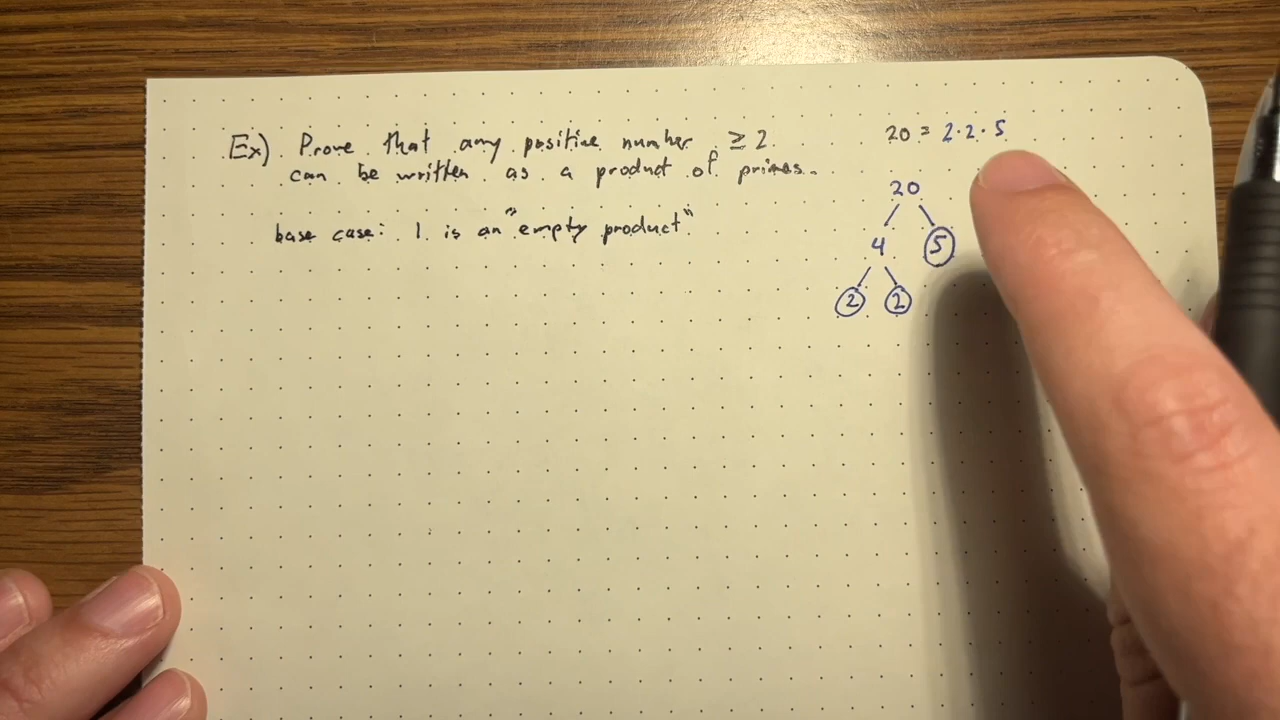 Ex) Prove that any positive number ≥ 2
can be written as a product of primes.
base case: 1 is an "empty product"
20 = 2·2·5
20
4 5
2 2